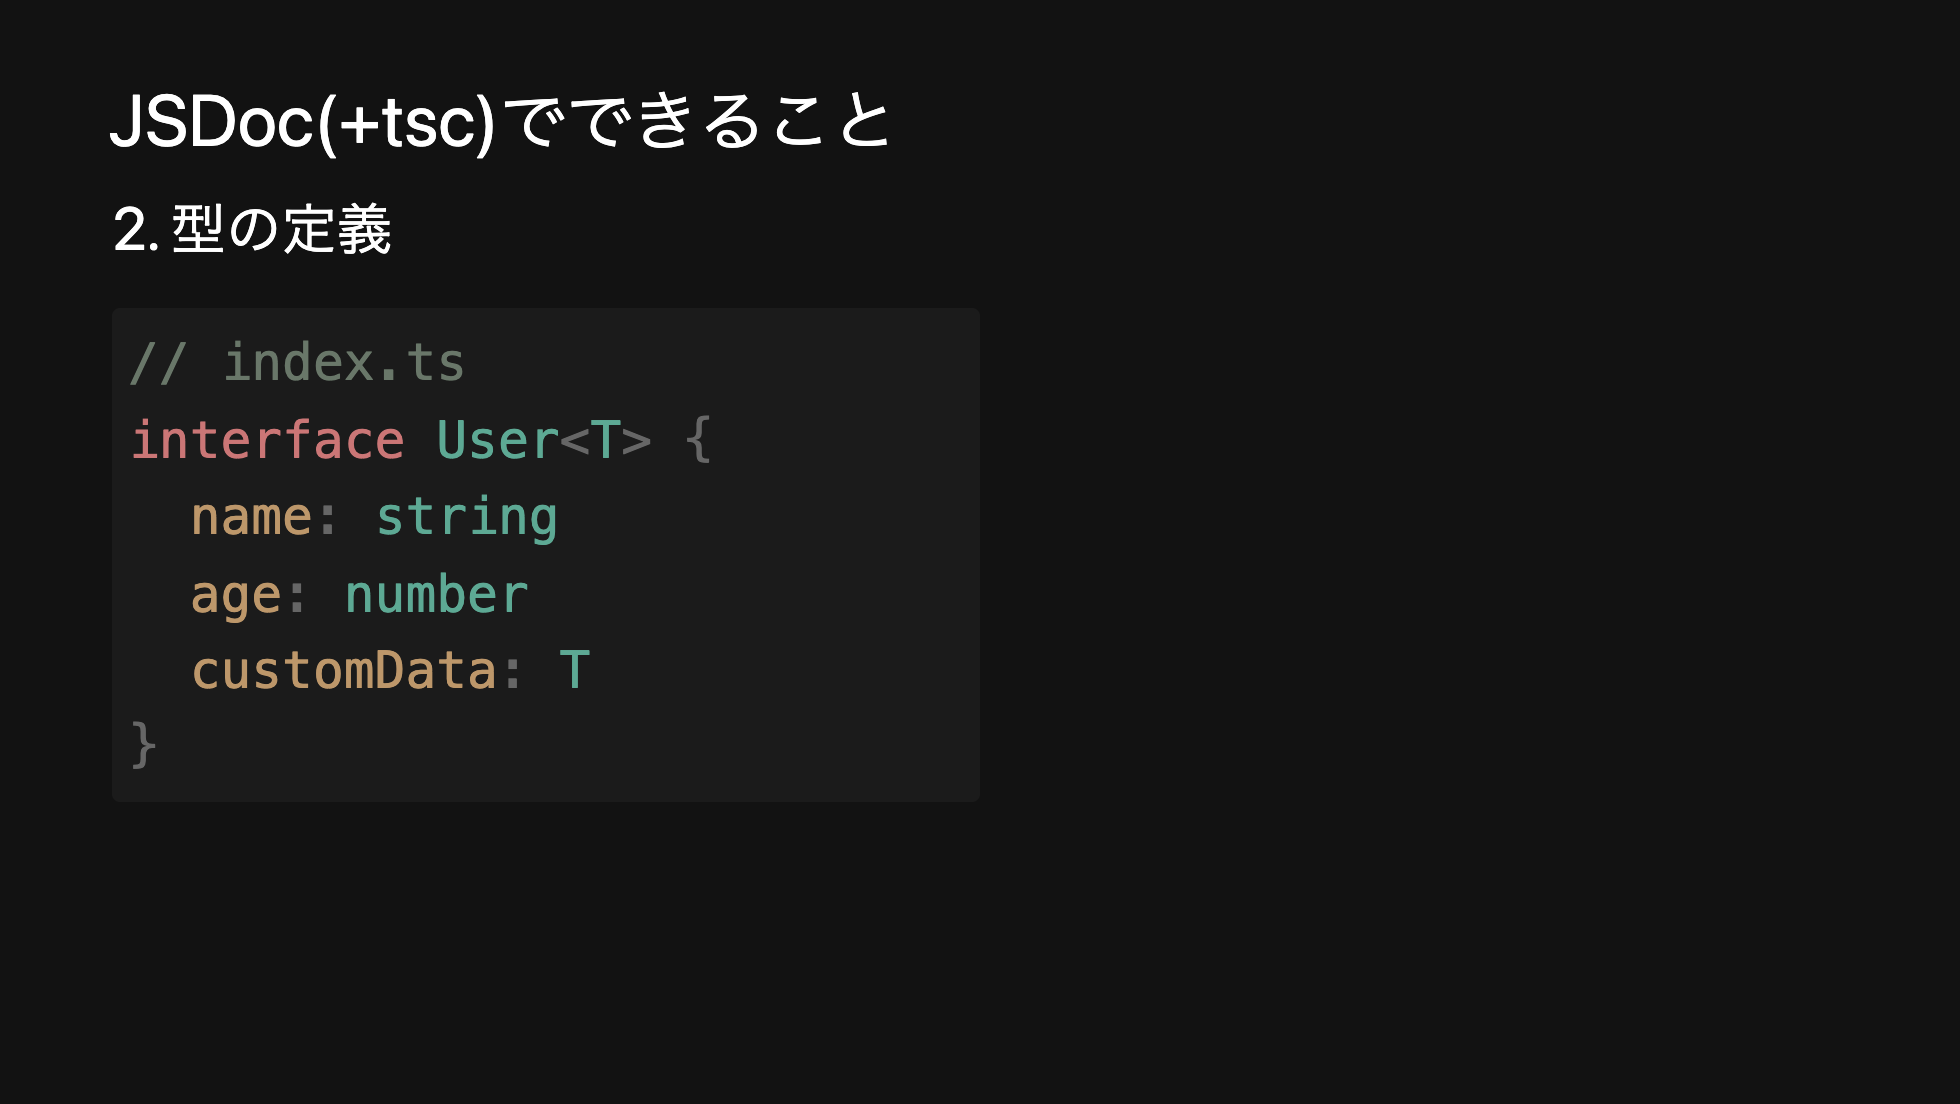 JSDoc(+tsc)でできること
2. 型の定義
// index.ts
interface User<T> {
  name: string
  age: number
  customData: T
}